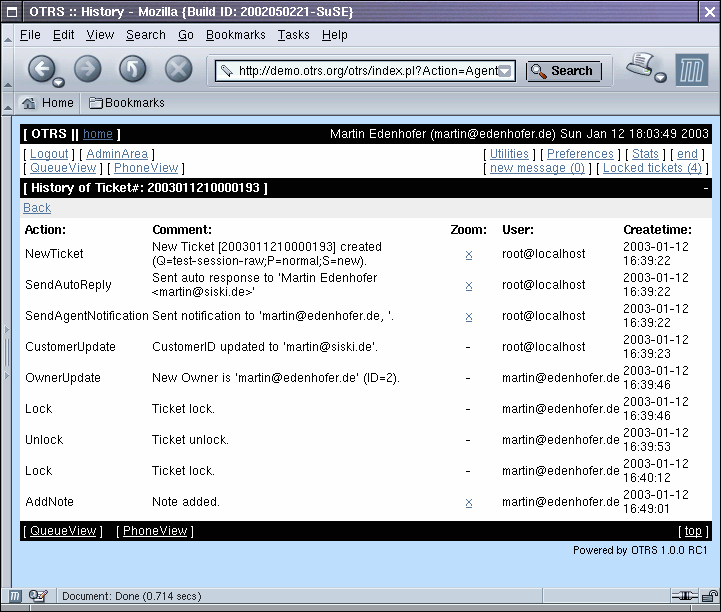 OTRS :: History - Mozilla {Build ID: 2002050221-SuSE}
File Edit View Search Go Bookmarks Tasks Help
http://demo.otrs.org/otrs/index.pl?Action=Agent Search
Home Bookmarks
[ OTRS || home ] Martin Edenhofer (martin@edenhofer.de) Sun Jan 12 18:03:49 2003
[ Logout ] [ AdminArea ] [ Utilities ] [ Preferences ] [ Stats ] [ end ]
[ QueueView ] [ PhoneView ] [ new message (0) ] [ Locked tickets (4) ]
[ History of Ticket#: 2003011210000193 ] -
Back
Action: Comment: Zoom: User: Createtime:
NewTicket New Ticket [2003011210000193] created (Q=test-session-raw;P=normal;S=new). x root@localhost 2003-01-12 16:39:22
SendAutoReply Sent auto response to 'Martin Edenhofer <martin@siski.de>' x root@localhost 2003-01-12 16:39:22
SendAgentNotification Sent notification to 'martin@edenhofer.de, '. x root@localhost 2003-01-12 16:39:22
CustomerUpdate CustomerID updated to 'martin@siski.de'. - root@localhost 2003-01-12 16:39:23
OwnerUpdate New Owner is 'martin@edenhofer.de' (ID=2). - martin@edenhofer.de 2003-01-12 16:39:46
Lock Ticket lock. - martin@edenhofer.de 2003-01-12 16:39:46
Unlock Ticket unlock. - martin@edenhofer.de 2003-01-12 16:39:53
Lock Ticket lock. - martin@edenhofer.de 2003-01-12 16:40:12
AddNote Note added. x martin@edenhofer.de 2003-01-12 16:49:01
[ QueueView ] [ PhoneView ] [ top ]
Powered by OTRS 1.0.0 RC1
Document: Done (0.714 secs)